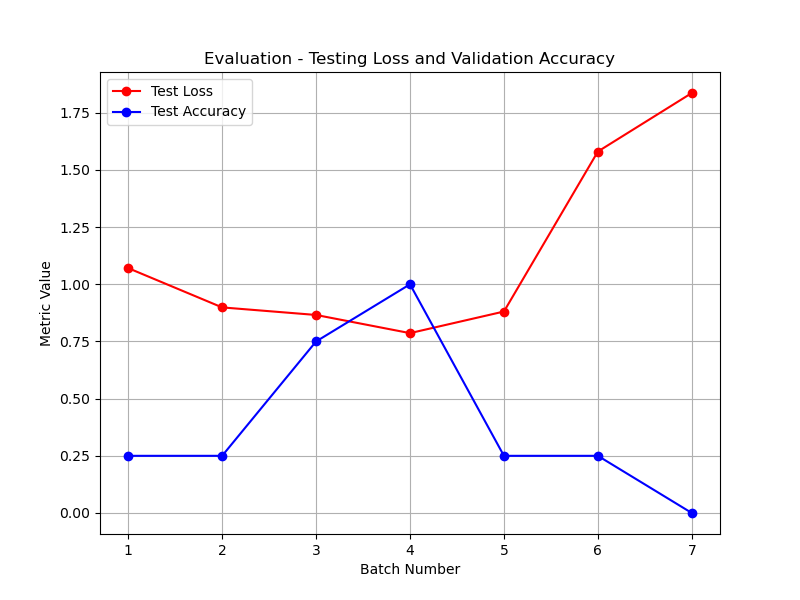 Evaluation - Testing Loss and Validation Accuracy
Test Loss
Test Accuracy
Metric Value
1.75
1.50
1.25
1.00
0.75
0.50
0.25
0.00
1 2 3 4 5 6 7
Batch Number